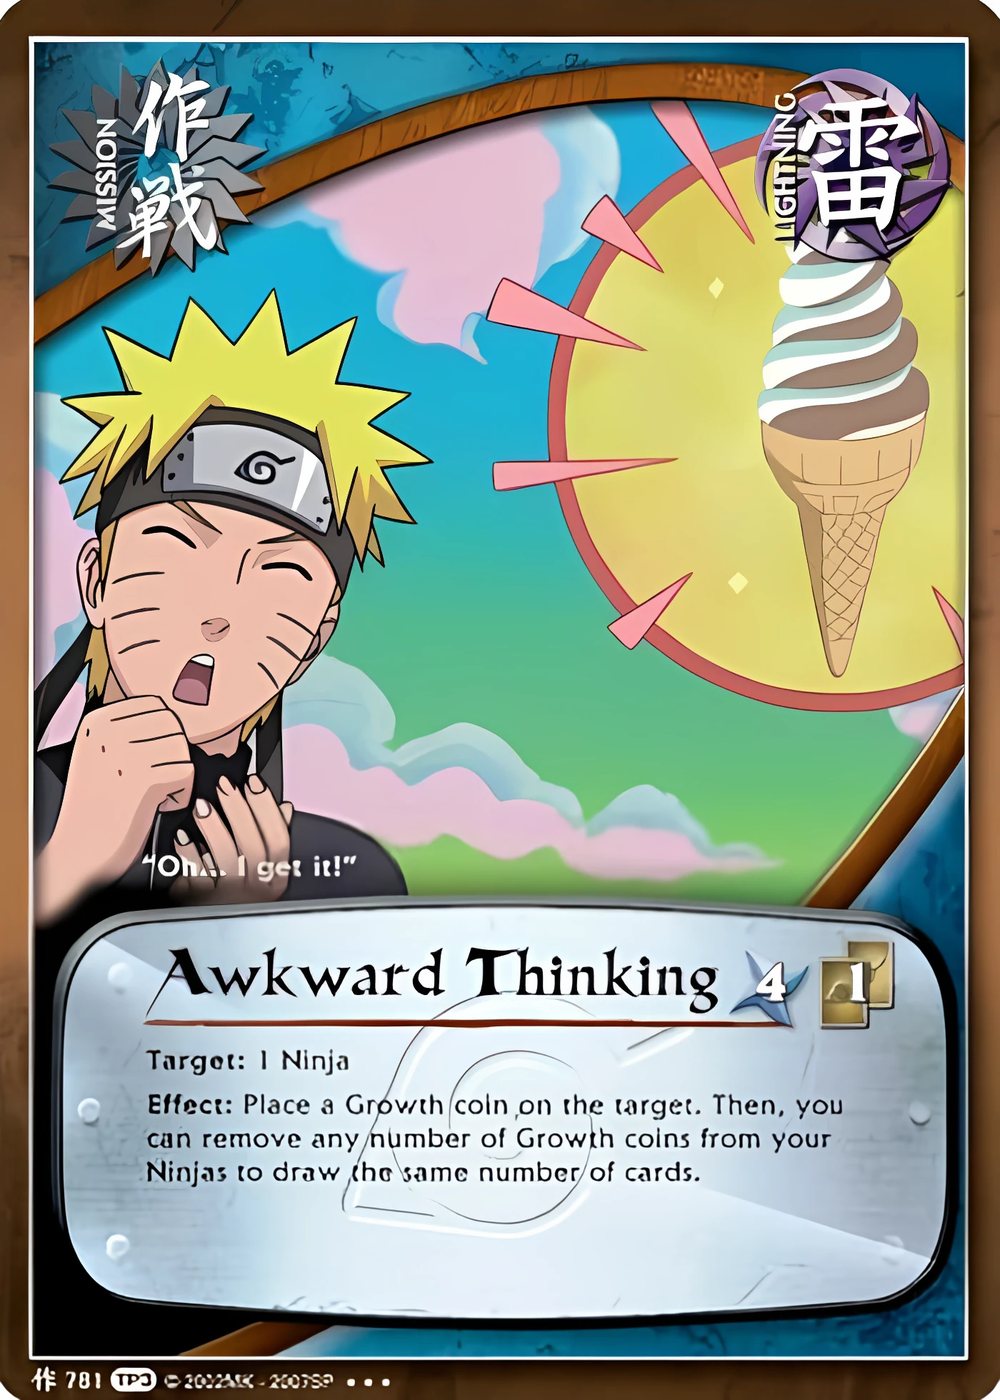 作戦
MISSION
雷
LIGHTNING
"Oh... I get it!"
Awkward Thinking 4 1
Target: 1 Ninja
Effect: Place a Growth coin on the target. Then, you
can remove any number of Growth coins from your
Ninjas to draw the same number of cards.
作 781 TP3